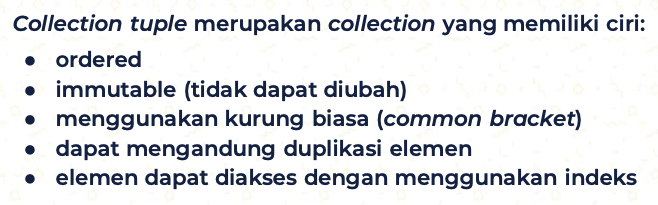 Collection tuple merupakan collection yang memiliki ciri:
● ordered
● immutable (tidak dapat diubah)
● menggunakan kurung biasa (common bracket)
● dapat mengandung duplikasi elemen
● elemen dapat diakses dengan menggunakan indeks